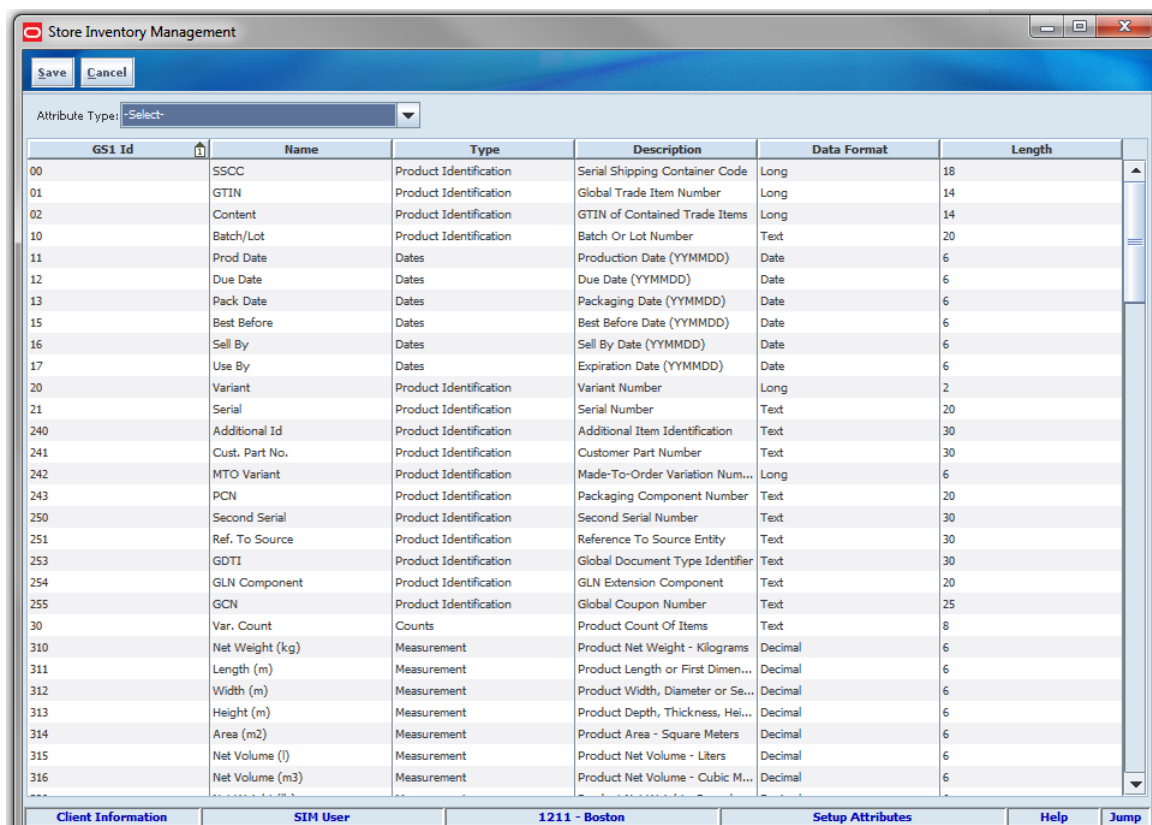 Store Inventory Management
Save Cancel
Attribute Type: -Select-
GS1 Id 1 Name Type Description Data Format Length
00 SSCC Product Identification Serial Shipping Container Code Long 18
01 GTIN Product Identification Global Trade Item Number Long 14
02 Content Product Identification GTIN of Contained Trade Items Long 14
10 Batch/Lot Product Identification Batch Or Lot Number Text 20
11 Prod Date Dates Production Date (YYMMDD) Date 6
12 Due Date Dates Due Date (YYMMDD) Date 6
13 Pack Date Dates Packaging Date (YYMMDD) Date 6
15 Best Before Dates Best Before Date (YYMMDD) Date 6
16 Sell By Dates Sell By Date (YYMMDD) Date 6
17 Use By Dates Expiration Date (YYMMDD) Date 6
20 Variant Product Identification Variant Number Long 2
21 Serial Product Identification Serial Number Text 20
240 Additional Id Product Identification Additional Item Identification Text 30
241 Cust. Part No. Product Identification Customer Part Number Text 30
242 MTO Variant Product Identification Made-To-Order Variation Num... Long 6
243 PCN Product Identification Packaging Component Number Text 20
250 Second Serial Product Identification Second Serial Number Text 30
251 Ref. To Source Product Identification Reference To Source Entity Text 30
253 GDTI Product Identification Global Document Type Identifier Text 30
254 GLN Component Product Identification GLN Extension Component Text 20
255 GCN Product Identification Global Coupon Number Text 25
30 Var. Count Counts Product Count Of Items Text 8
310 Net Weight (kg) Measurement Product Net Weight - Kilograms Decimal 6
311 Length (m) Measurement Product Length or First Dimen... Decimal 6
312 Width (m) Measurement Product Width, Diameter or Se... Decimal 6
313 Height (m) Measurement Product Depth, Thickness, Hei... Decimal 6
314 Area (m2) Measurement Product Area - Square Meters Decimal 6
315 Net Volume (l) Measurement Product Net Volume - Liters Decimal 6
316 Net Volume (m3) Measurement Product Net Volume - Cubic M... Decimal 6
Client Information SIM User 1211 - Boston Setup Attributes Help Jump